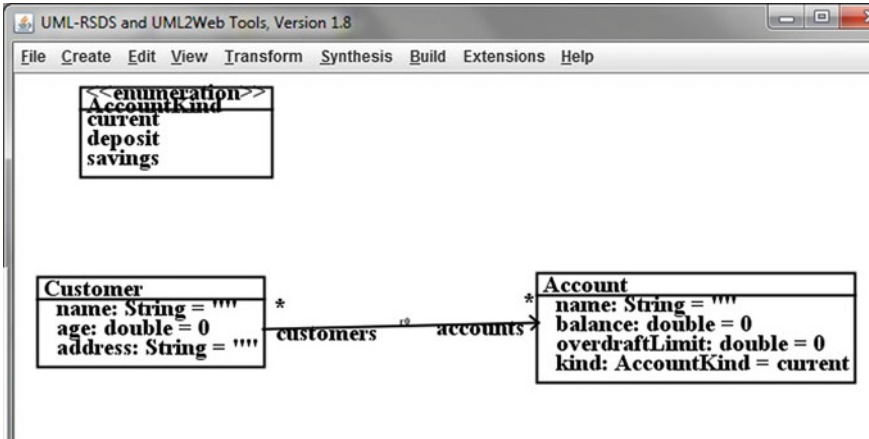 UML-RSDS and UML2Web Tools, Version 1.8
File Create Edit View Transform Synthesis Build Extensions Help
<<enumeration>>
AccountKind
current
deposit
savings
Customer
name: String = ""
age: double = 0
address: String = ""
*
customers
r0
*
accounts
Account
name: String = ""
balance: double = 0
overdraftLimit: double = 0
kind: AccountKind = current